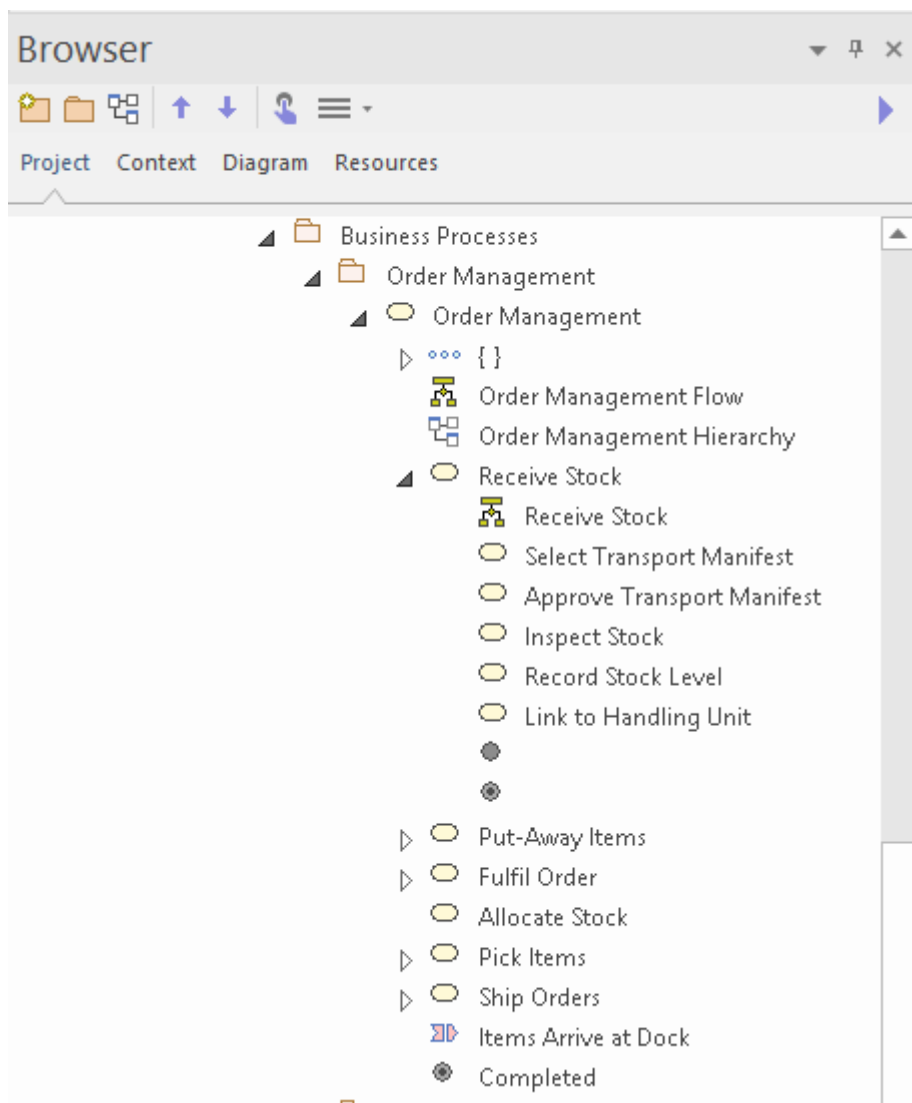 Browser
Project Context Diagram Resources
Business Processes
Order Management
Order Management
{ }
Order Management Flow
Order Management Hierarchy
Receive Stock
Receive Stock
Select Transport Manifest
Approve Transport Manifest
Inspect Stock
Record Stock Level
Link to Handling Unit
Put-Away Items
Fulfil Order
Allocate Stock
Pick Items
Ship Orders
Items Arrive at Dock
Completed